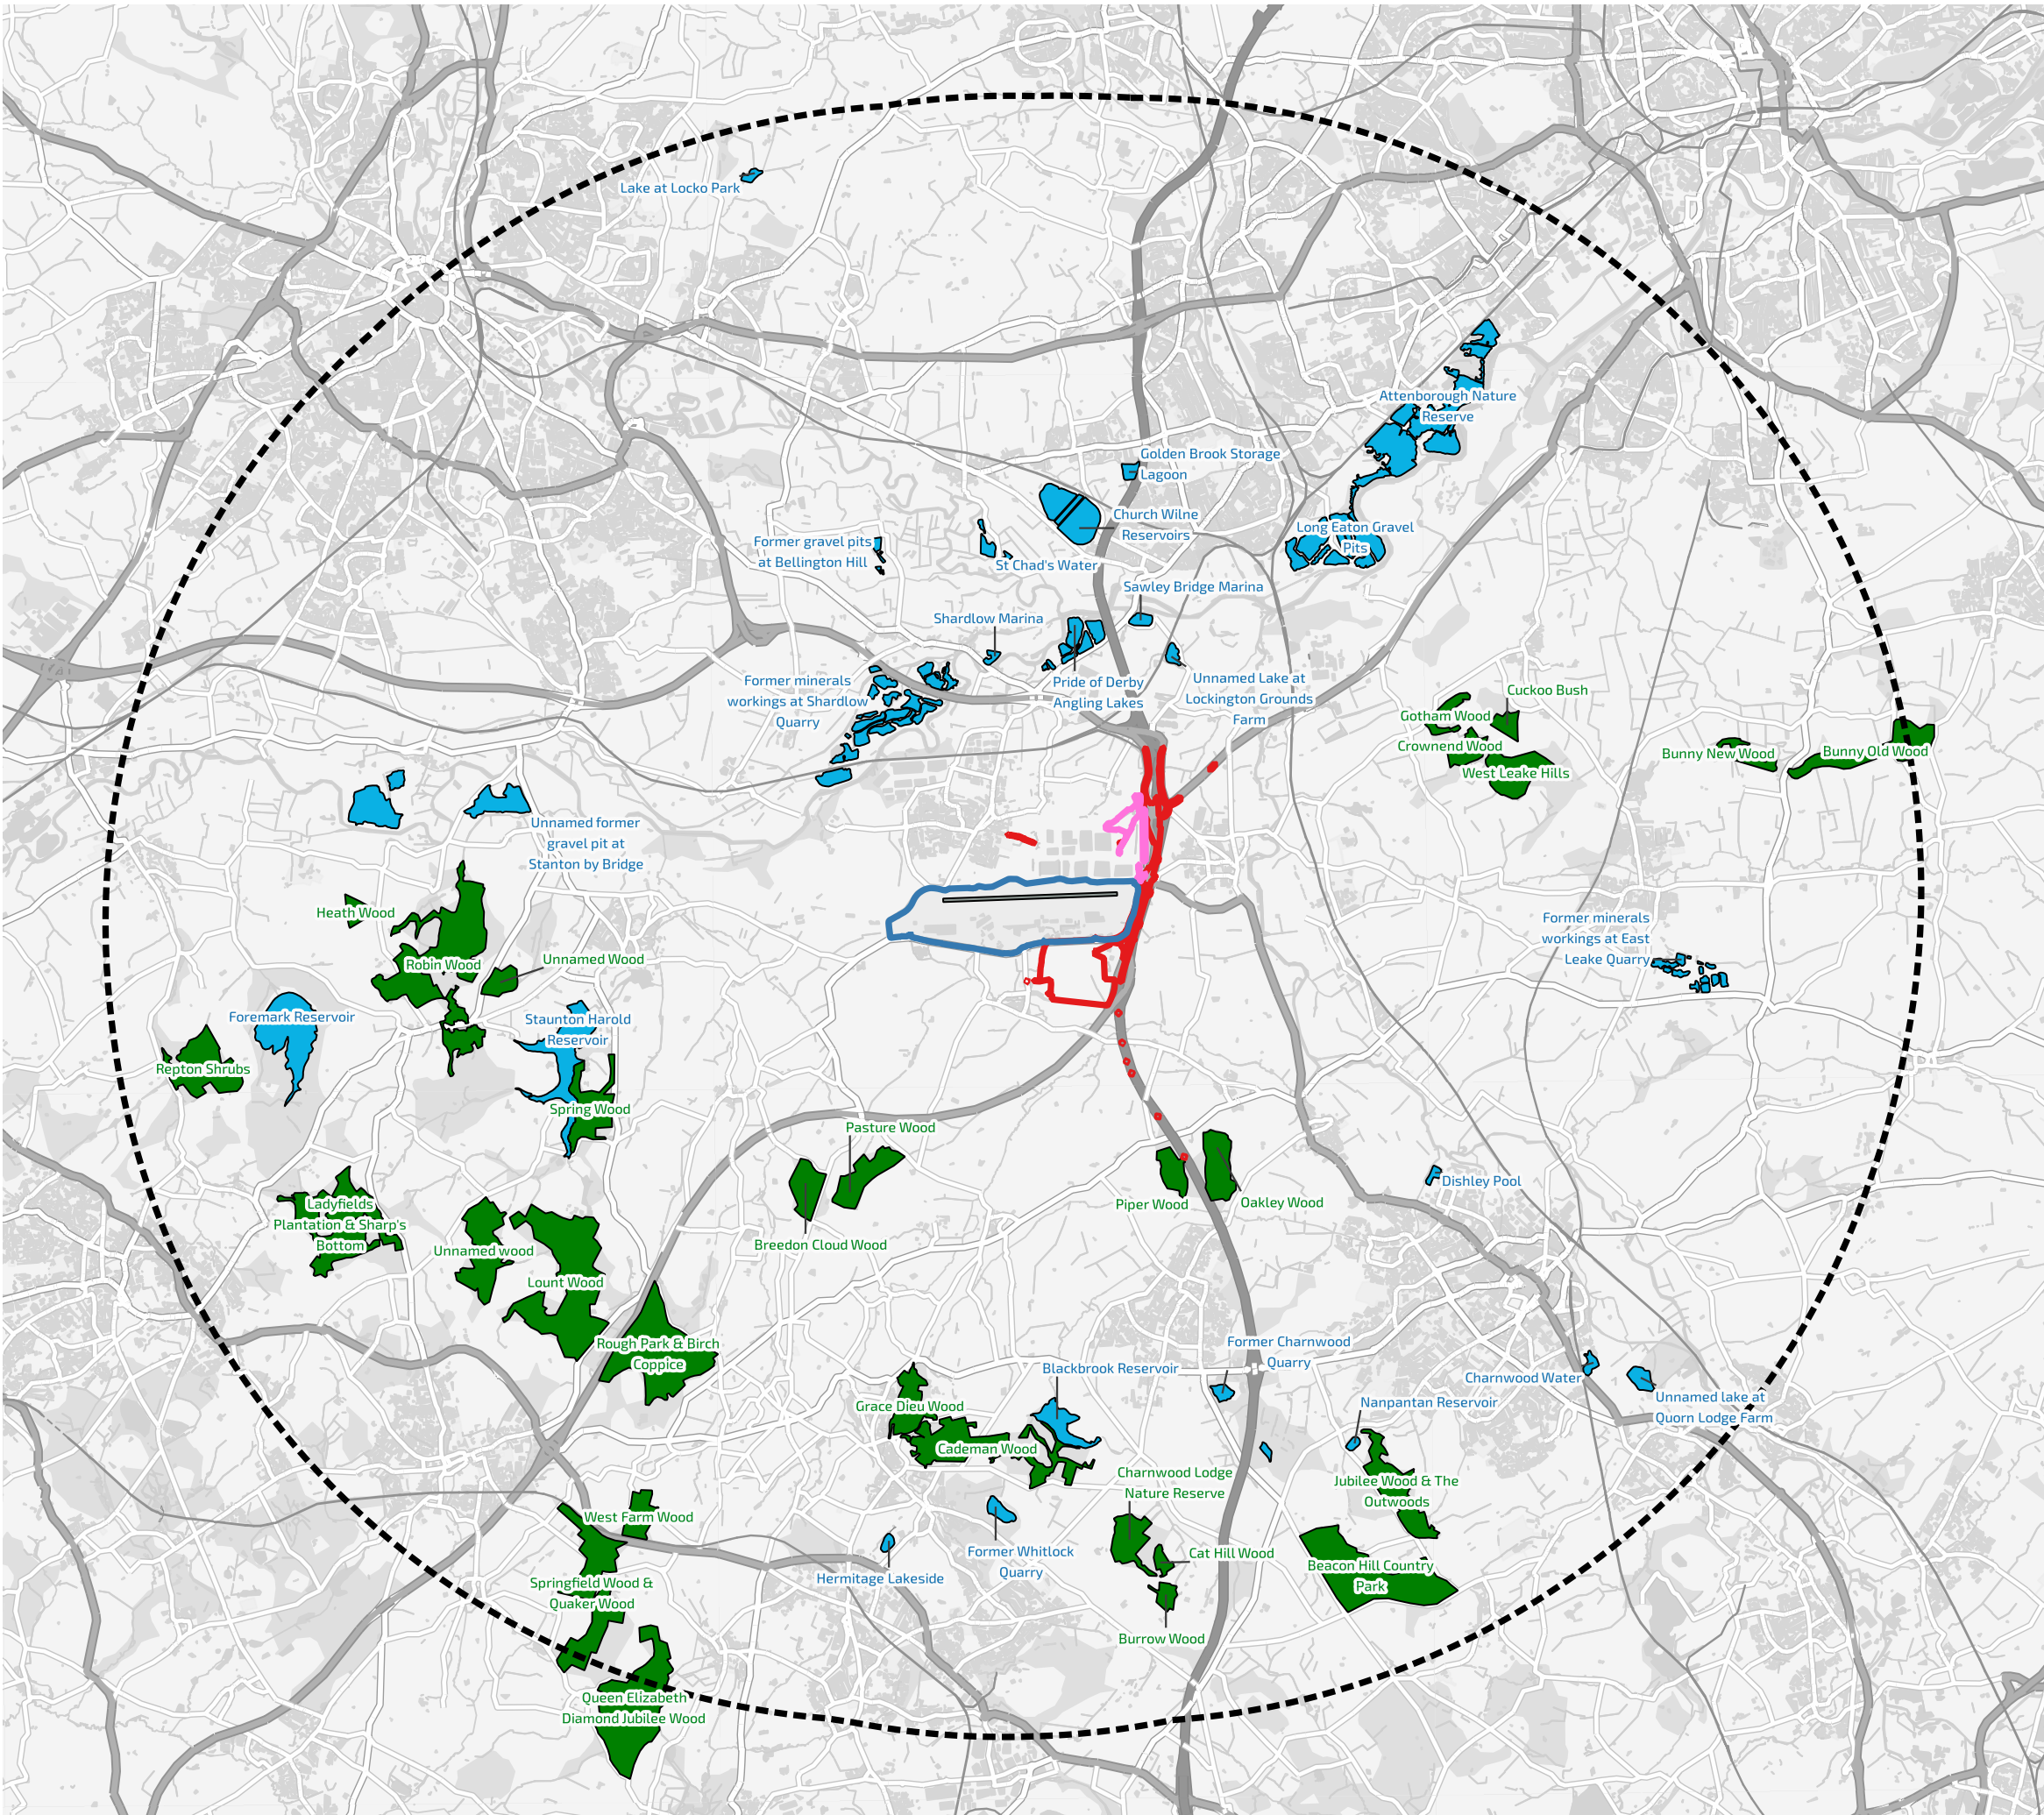 Lake at Locko Park
Attenborough Nature
Reserve
Golden Brook Storage
Lagoon
Church Wilne
Reservoirs
Long Eaton Gravel
Pits
Former gravel pits
at Bellington Hill
St Chad's Water
Sawley Bridge Marina
Shardlow Marina
Former minerals
workings at Shardlow
Quarry
Pride of Derby
Angling Lakes
Unnamed Lake at
Lockington Grounds
Farm
Cuckoo Bush
Gotham Wood
Crownend Wood
West Leake Hills
Bunny New Wood
Bunny Old Wood
Unnamed former
gravel pit at
Stanton by Bridge
Heath Wood
Robin Wood
Unnamed Wood
Former minerals
workings at East
Leake Quarry
Foremark Reservoir
Staunton Harold
Reservoir
Repton Shrubs
Spring Wood
Pasture Wood
Breedon Cloud Wood
Piper Wood
Oakley Wood
Dishley Pool
Ladyfields
Plantation & Sharp's
Bottom
Unnamed wood
Lount Wood
Rough Park & Birch
Coppice
Former Charnwood
Quarry
Blackbrook Reservoir
Charnwood Water
Unnamed lake at
Quorn Lodge Farm
Nanpantan Reservoir
Grace Dieu Wood
Cademan Wood
Charnwood Lodge
Nature Reserve
Jubilee Wood & The
Outwoods
West Farm Wood
Former Whitlock
Quarry
Cat Hill Wood
Hermitage Lakeside
Beacon Hill Country
Park
Springfield Wood &
Quaker Wood
Burrow Wood
Queen Elizabeth
Diamond Jubilee Wood